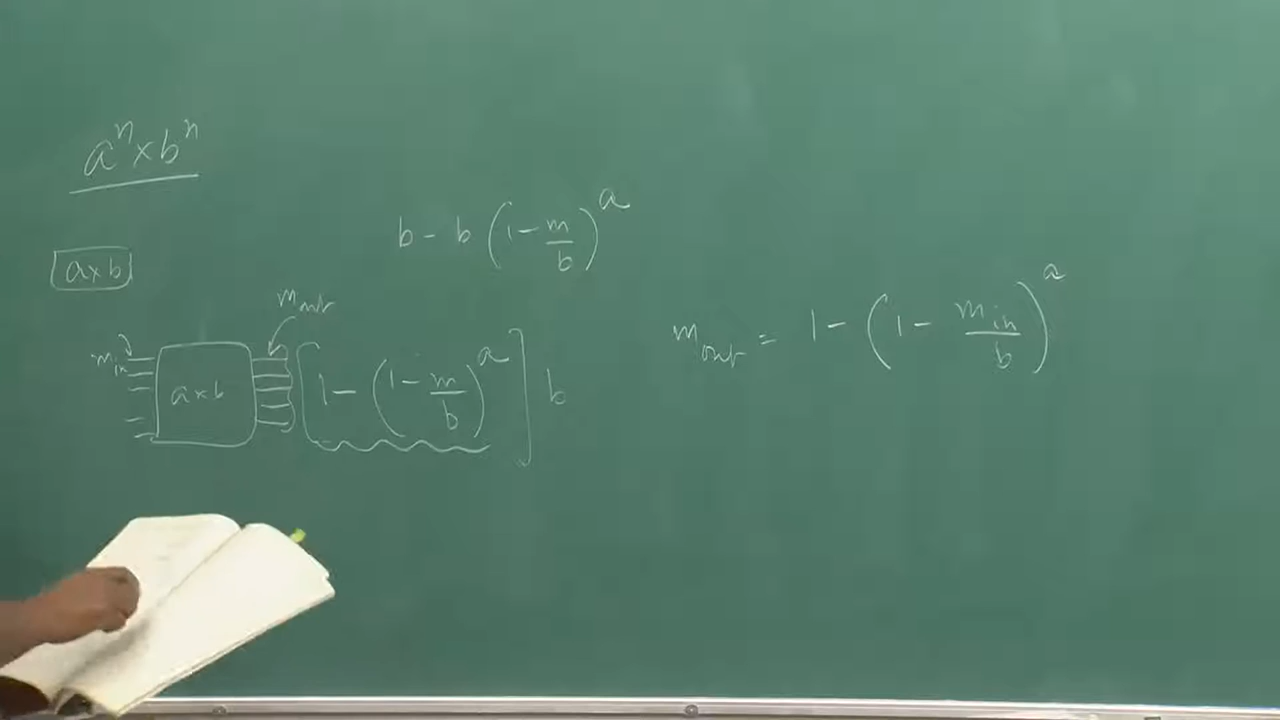 aⁿ × bⁿ
b - b (1 - m/b)^a
a×b
m_out
m_in a×b [1 - (1 - m/b)^a] b
m_out = 1 - (1 - m_in/b)^a